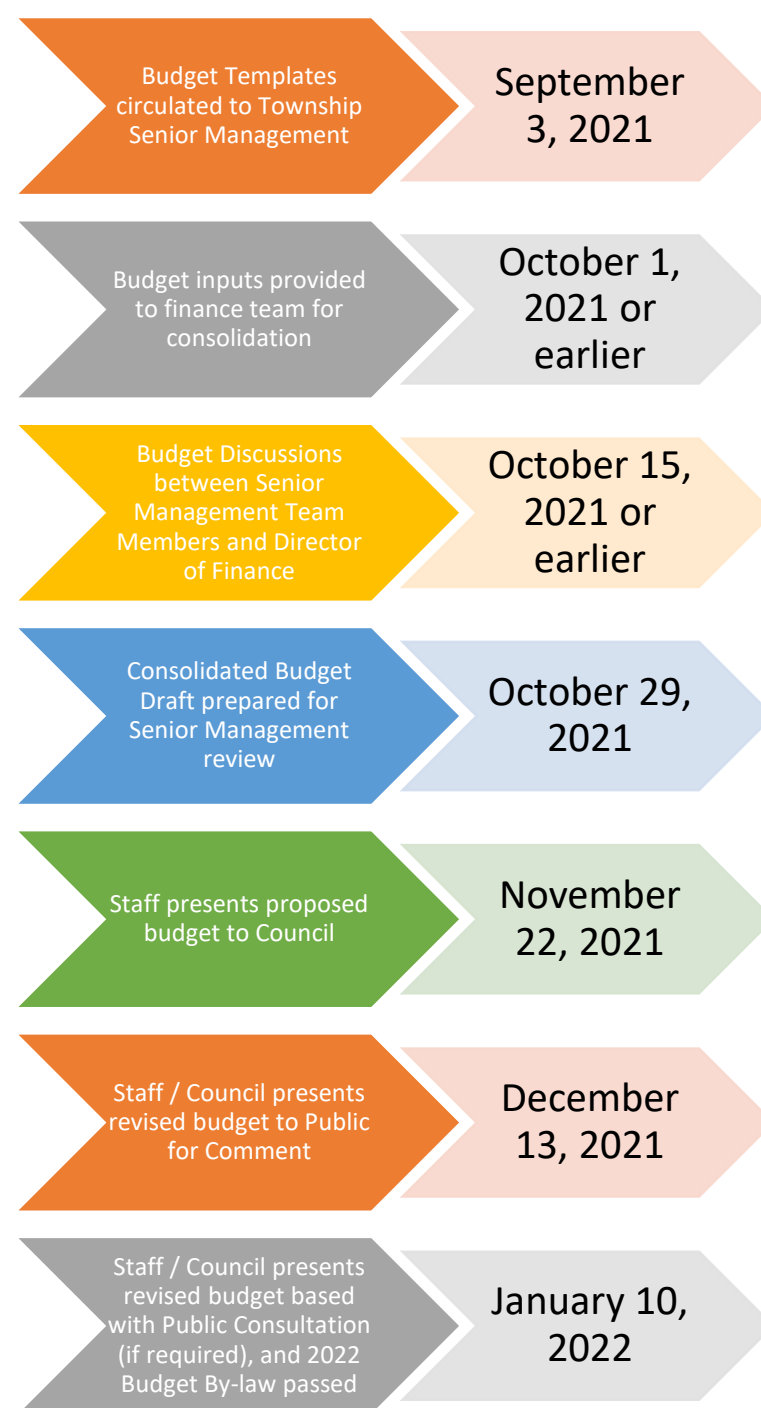 Budget Templates
circulated to Township
Senior Management
September
3, 2021
Budget inputs provided
to finance team for
consolidation
October 1,
2021 or
earlier
Budget Discussions
between Senior
Management Team
Members and Director
of Finance
October 15,
2021 or
earlier
Consolidated Budget
Draft prepared for
Senior Management
review
October 29,
2021
Staff presents proposed
budget to Council
November
22, 2021
Staff / Council presents
revised budget to Public
for Comment
December
13, 2021
Staff / Council presents
revised budget based
with Public Consultation
(if required), and 2022
Budget By-law passed
January 10,
2022